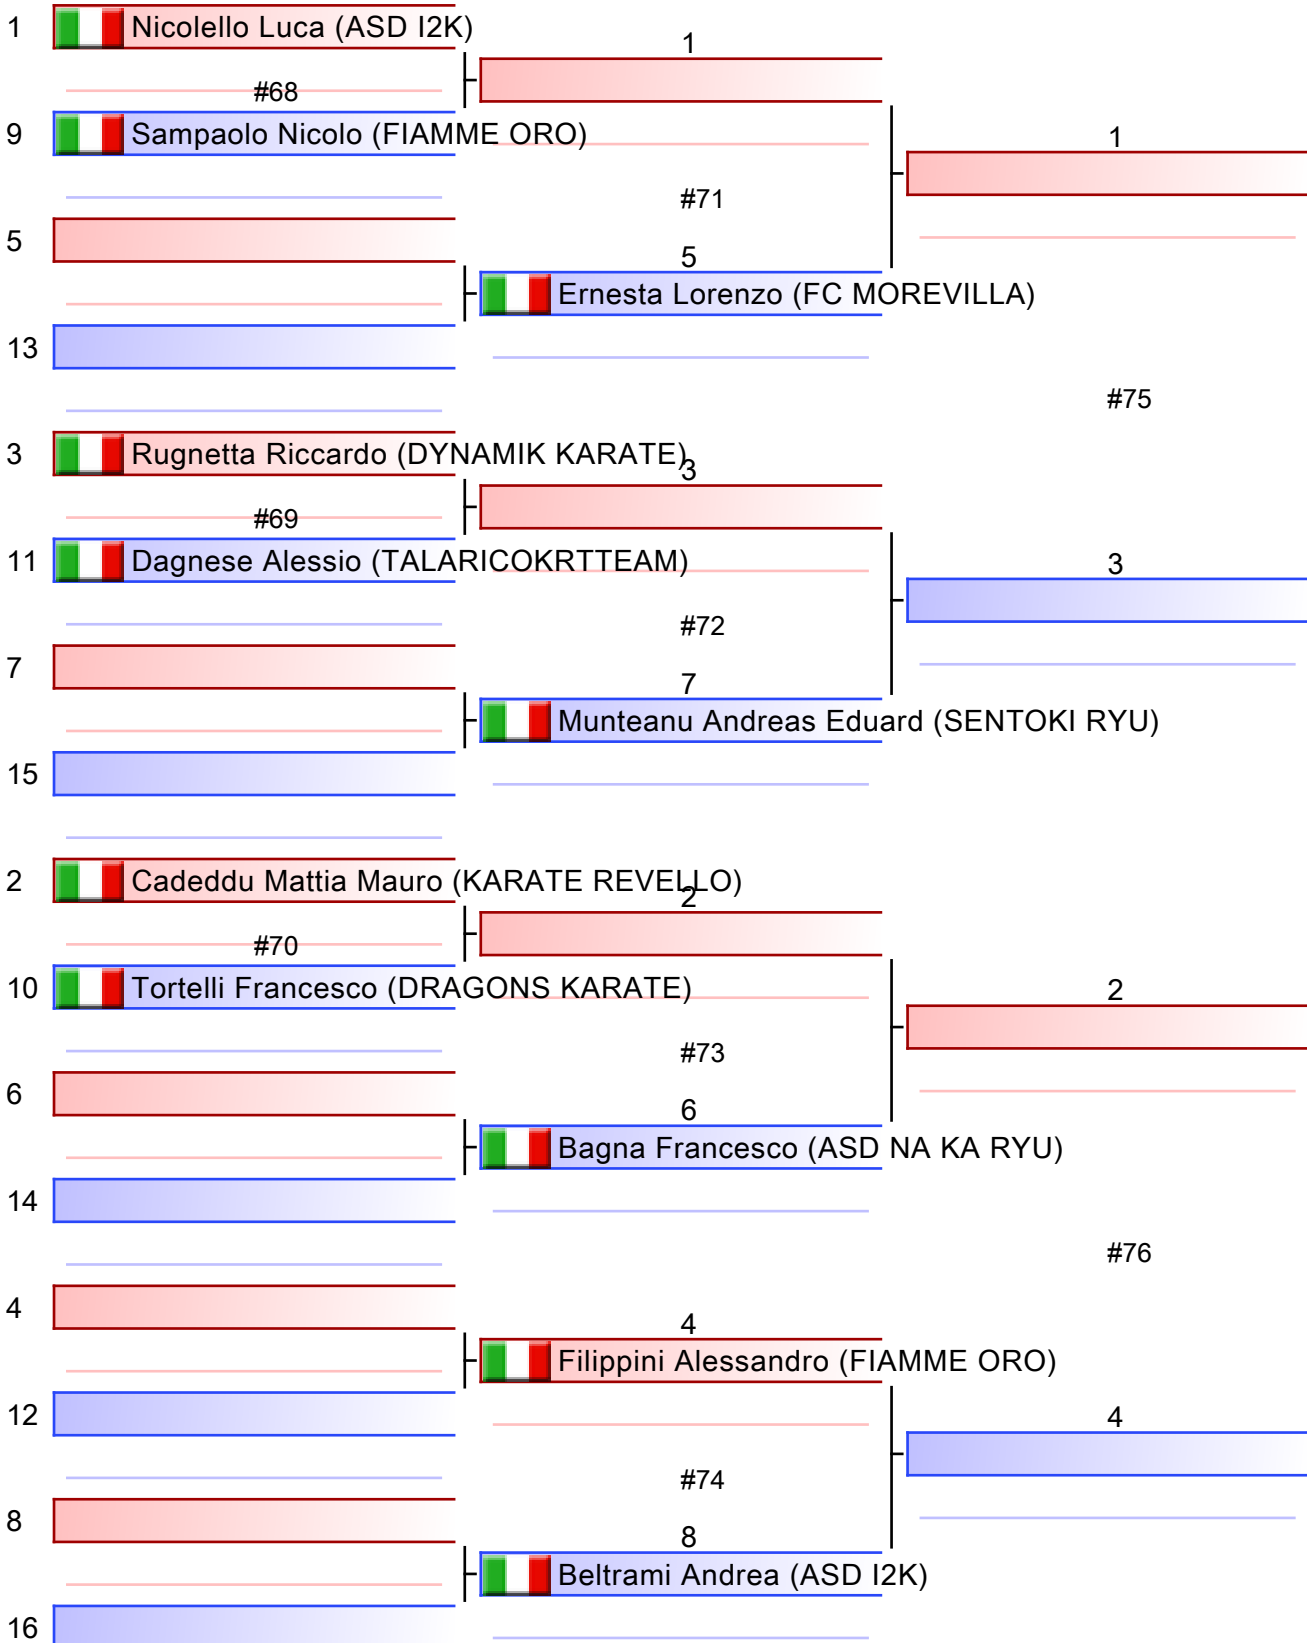 1 Nicolello Luca (ASD I2K)
1
#68
9 Sampaolo Nicolo (FIAMME ORO)
1
#71
5
5
Ernesta Lorenzo (FC MOREVILLA)
13
#75
3 Rugnetta Riccardo (DYNAMIK KARATE)
3
#69
11 Dagnese Alessio (TALARICOKRTTEAM)
3
#72
7
7
Munteanu Andreas Eduard (SENTOKI RYU)
15
2 Cadeddu Mattia Mauro (KARATE REVELLO)
2
#70
10 Tortelli Francesco (DRAGONS KARATE)
2
#73
6
6
Bagna Francesco (ASD NA KA RYU)
14
#76
4
4
Filippini Alessandro (FIAMME ORO)
12
4
#74
8
8
Beltrami Andrea (ASD I2K)
16